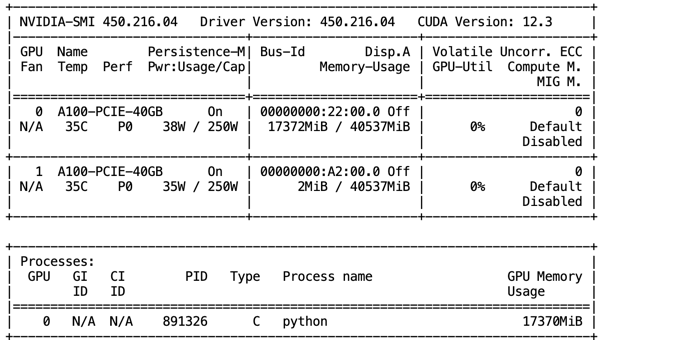 NVIDIA-SMI 450.216.04   Driver Version: 450.216.04   CUDA Version: 12.3
GPU  Name        Persistence-M| Bus-Id        Disp.A | Volatile Uncorr. ECC
Fan  Temp  Perf  Pwr:Usage/Cap|         Memory-Usage | GPU-Util  Compute M.
MIG M.
0  A100-PCIE-40GB      On   | 00000000:22:00.0 Off |                    0
N/A   35C    P0    38W / 250W |  17372MiB / 40537MiB |      0%      Default
Disabled
1  A100-PCIE-40GB      On   | 00000000:A2:00.0 Off |                    0
N/A   35C    P0    35W / 250W |      2MiB / 40537MiB |      0%      Default
Disabled
Processes:
GPU   GI   CI        PID   Type   Process name                  GPU Memory
ID   ID                                                   Usage
0   N/A  N/A    891326      C   python                          17370MiB